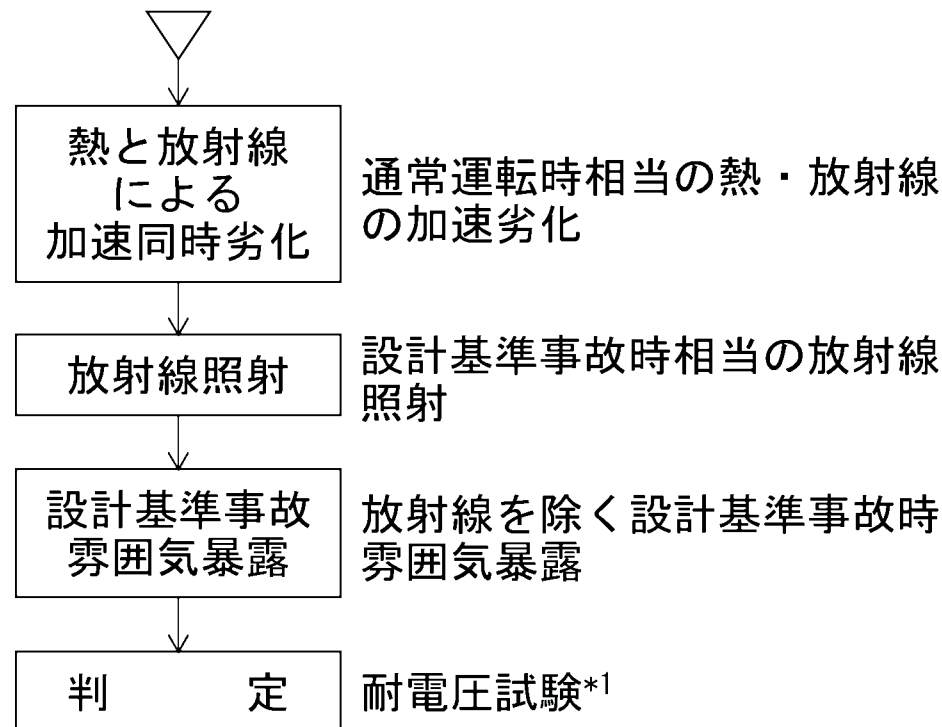 熱と放射線
による
加速同時劣化
通常運転時相当の熱・放射線
の加速劣化
放射線照射
設計基準事故時相当の放射線
照射
設計基準事故
雰囲気暴露
放射線を除く設計基準事故時
雰囲気暴露
判　　定
耐電圧試験*1